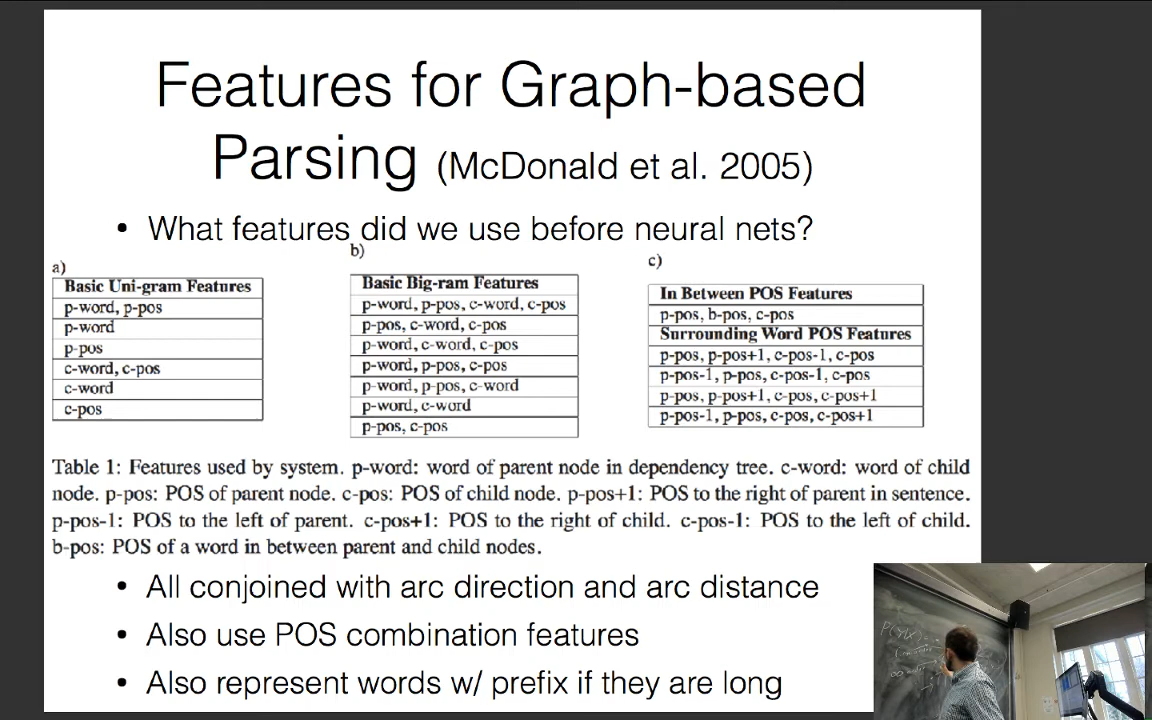 Features for Graph-based
Parsing (McDonald et al. 2005)
• What features did we use before neural nets?
a)
Basic Uni-gram Features
p-word, p-pos
p-word
p-pos
c-word, c-pos
c-word
c-pos
b)
Basic Big-ram Features
p-word, p-pos, c-word, c-pos
p-pos, c-word, c-pos
p-word, c-word, c-pos
p-word, p-pos, c-pos
p-word, p-pos, c-word
p-word, c-word
p-pos, c-pos
c)
In Between POS Features
p-pos, b-pos, c-pos
Surrounding Word POS Features
p-pos, p-pos+1, c-pos-1, c-pos
p-pos-1, p-pos, c-pos-1, c-pos
p-pos, p-pos+1, c-pos, c-pos+1
p-pos-1, p-pos, c-pos, c-pos+1
Table 1: Features used by system. p-word: word of parent node in dependency tree. c-word: word of child
node. p-pos: POS of parent node. c-pos: POS of child node. p-pos+1: POS to the right of parent in sentence.
p-pos-1: POS to the left of parent. c-pos+1: POS to the right of child. c-pos-1: POS to the left of child.
b-pos: POS of a word in between parent and child nodes.
• All conjoined with arc direction and arc distance
• Also use POS combination features
• Also represent words w/ prefix if they are long
P(Y|X)=